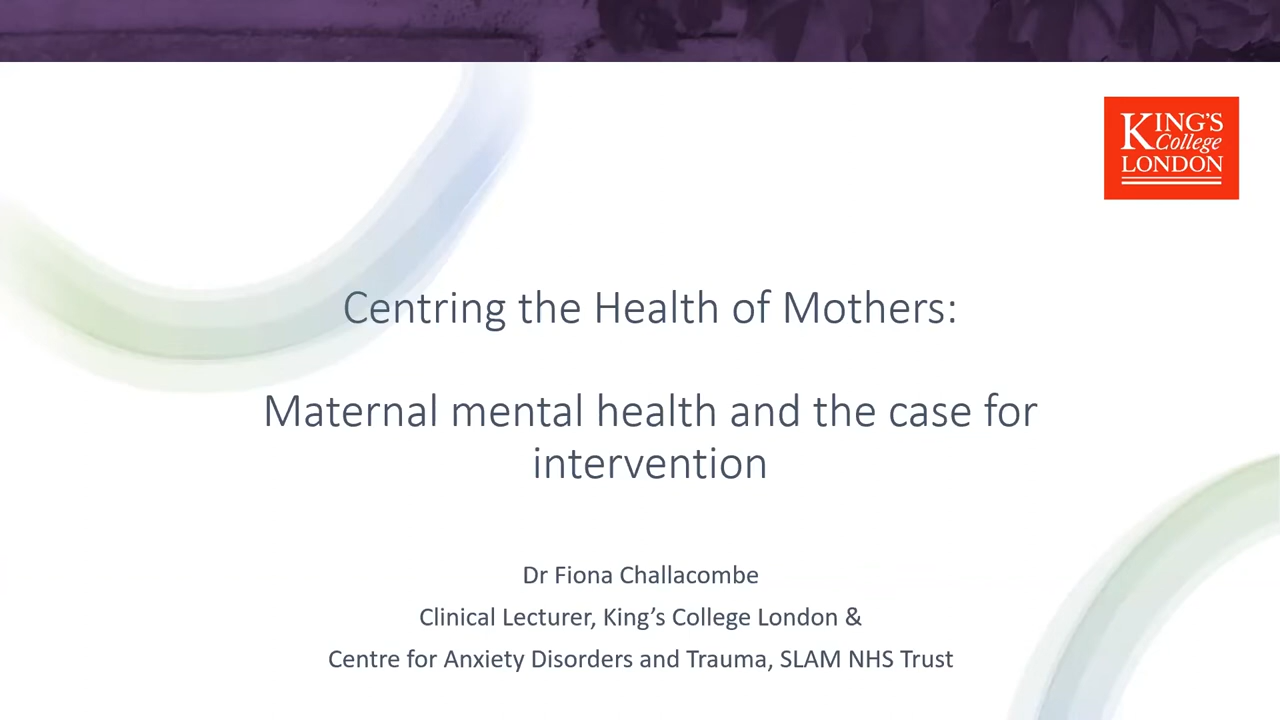 KING'S
College
LONDON
Centring the Health of Mothers:
Maternal mental health and the case for
intervention
Dr Fiona Challacombe
Clinical Lecturer, King’s College London &
Centre for Anxiety Disorders and Trauma, SLAM NHS Trust